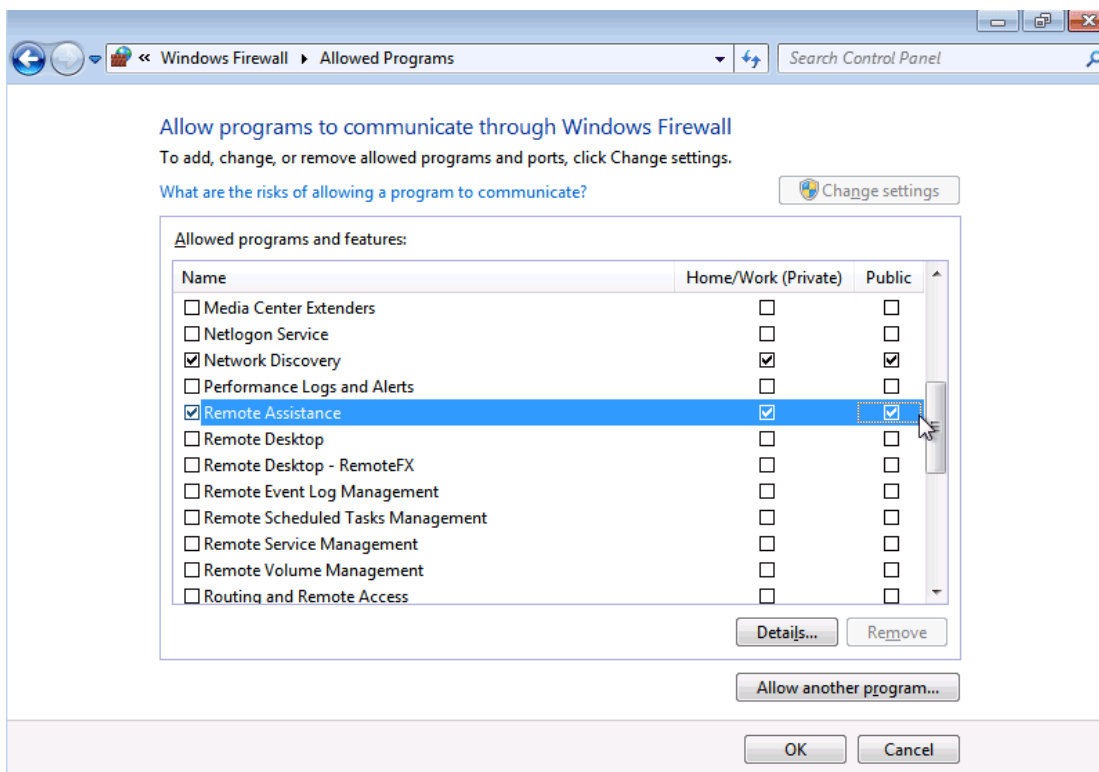 « Windows Firewall ▸ Allowed Programs Search Control Panel
Allow programs to communicate through Windows Firewall
To add, change, or remove allowed programs and ports, click Change settings.
What are the risks of allowing a program to communicate? Change settings
Allowed programs and features:
Name Home/Work (Private) Public
Media Center Extenders
Netlogon Service
Network Discovery
Performance Logs and Alerts
Remote Assistance
Remote Desktop
Remote Desktop - RemoteFX
Remote Event Log Management
Remote Scheduled Tasks Management
Remote Service Management
Remote Volume Management
Routing and Remote Access
Details... Remove
Allow another program...
OK Cancel